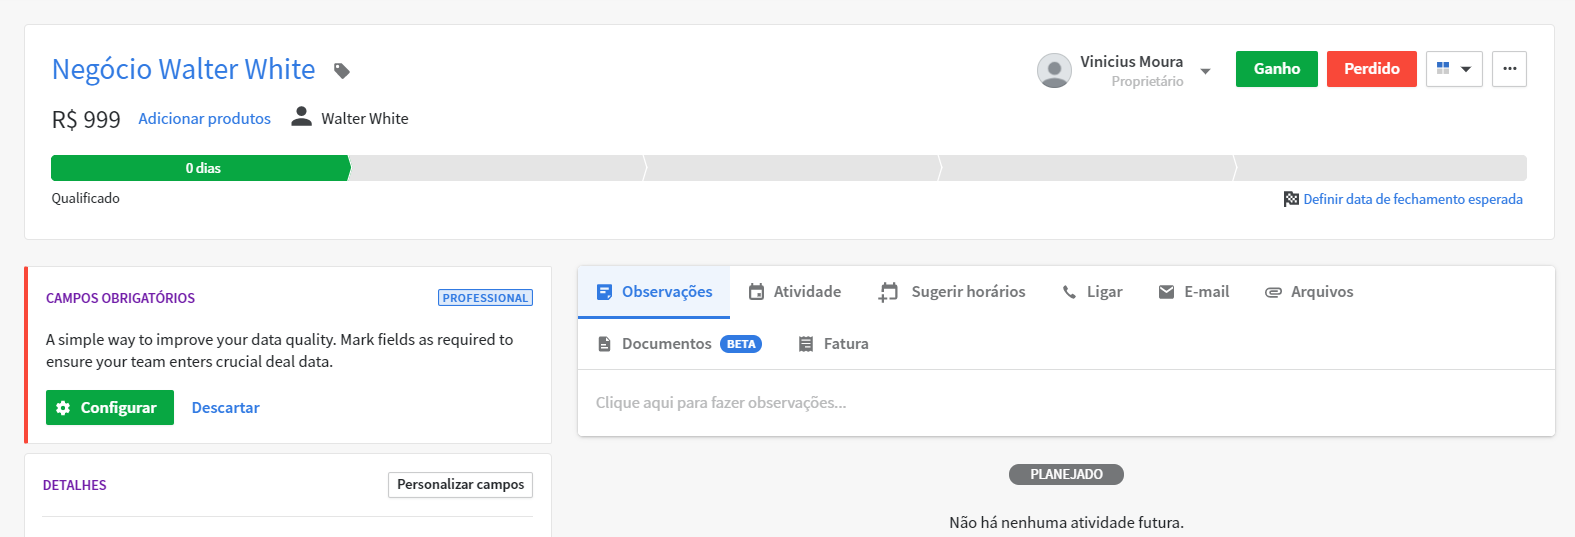 Negócio Walter White
Vinicius Moura
Proprietário
Ganho
Perdido
R$ 999 Adicionar produtos Walter White
0 dias
Qualificado
Definir data de fechamento esperada
CAMPOS OBRIGATÓRIOS PROFESSIONAL
A simple way to improve your data quality. Mark fields as required to
ensure your team enters crucial deal data.
Configurar Descartar
DETALHES Personalizar campos
Observações Atividade Sugerir horários Ligar E-mail Arquivos
Documentos BETA Fatura
Clique aqui para fazer observações...
PLANEJADO
Não há nenhuma atividade futura.